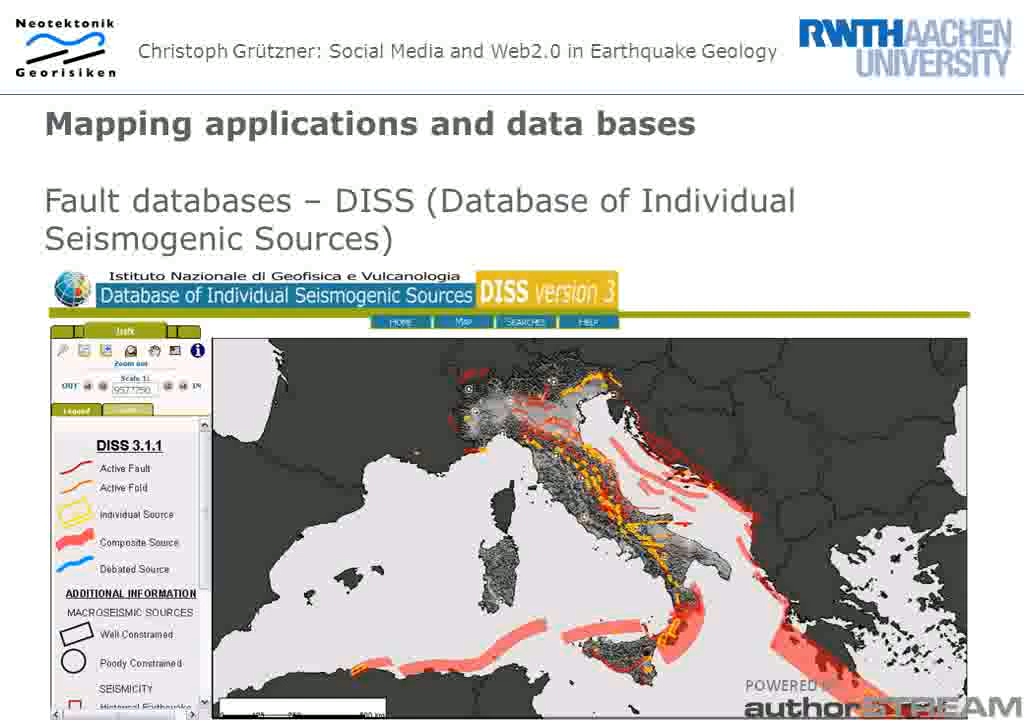 Neotektonik
Georisiken
Christoph Grützner: Social Media and Web2.0 in Earthquake Geology
RWTHAACHEN
UNIVERSITY
Mapping applications and data bases
Fault databases – DISS (Database of Individual
Seismogenic Sources)
Istituto Nazionale di Geofisica e Vulcanologia
Database of Individual Seismogenic Sources DISS version 3
HOME MAP SEARCHES HELP
Tools
Zoom out
Scale 1:
OUT IN
Legend
DISS 3.1.1
Active Fault
Active Fold
Individual Source
Composite Source
Debated Source
ADDITIONAL INFORMATION
MACROSEISMIC SOURCES
Well Constrained
Poorly Constrained
SEISMICITY
Historical Earthquake
POWERED
authorSTREAM